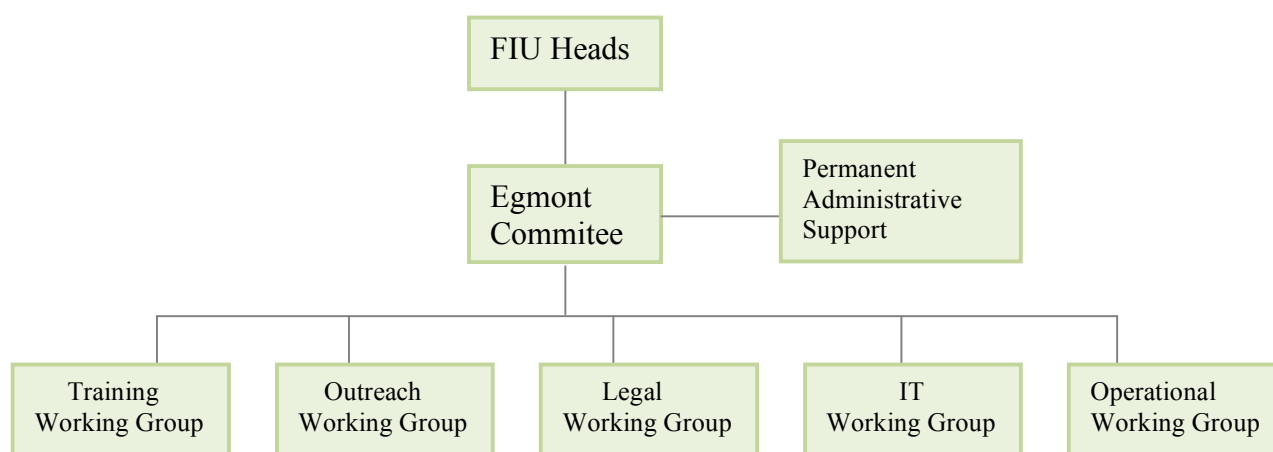 FIU Heads
Egmont
Commitee
Permanent
Administrative
Support
Training
Working Group
Outreach
Working Group
Legal
Working Group
IT
Working Group
Operational
Working Group